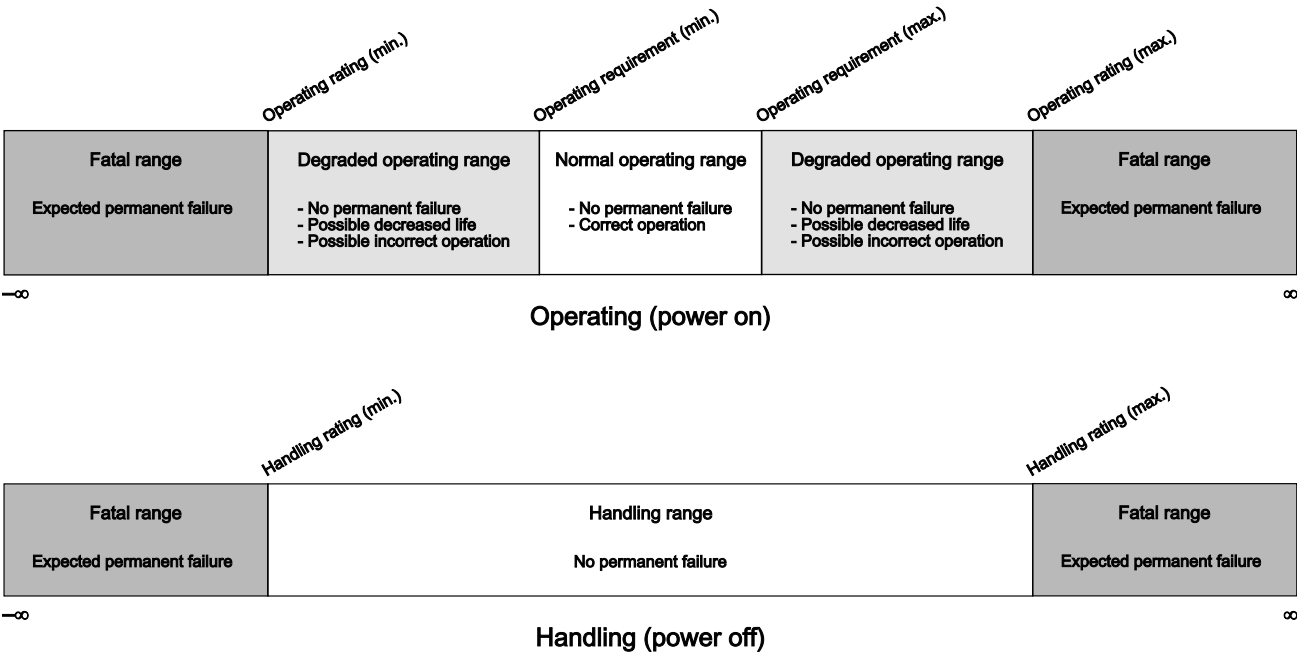 Operating rating (min.)
Operating requirement (min.)
Operating requirement (max.)
Operating rating (max.)
Fatal range
Degraded operating range
Normal operating range
Degraded operating range
Fatal range
Expected permanent failure
- No permanent failure
- Possible decreased life
- Possible incorrect operation
- No permanent failure
- Correct operation
- No permanent failure
- Possible decreased life
- Possible incorrect operation
Expected permanent failure
–∞
∞
Operating (power on)
Handling rating (min.)
Handling rating (max.)
Fatal range
Handling range
Fatal range
Expected permanent failure
No permanent failure
Expected permanent failure
–∞
∞
Handling (power off)